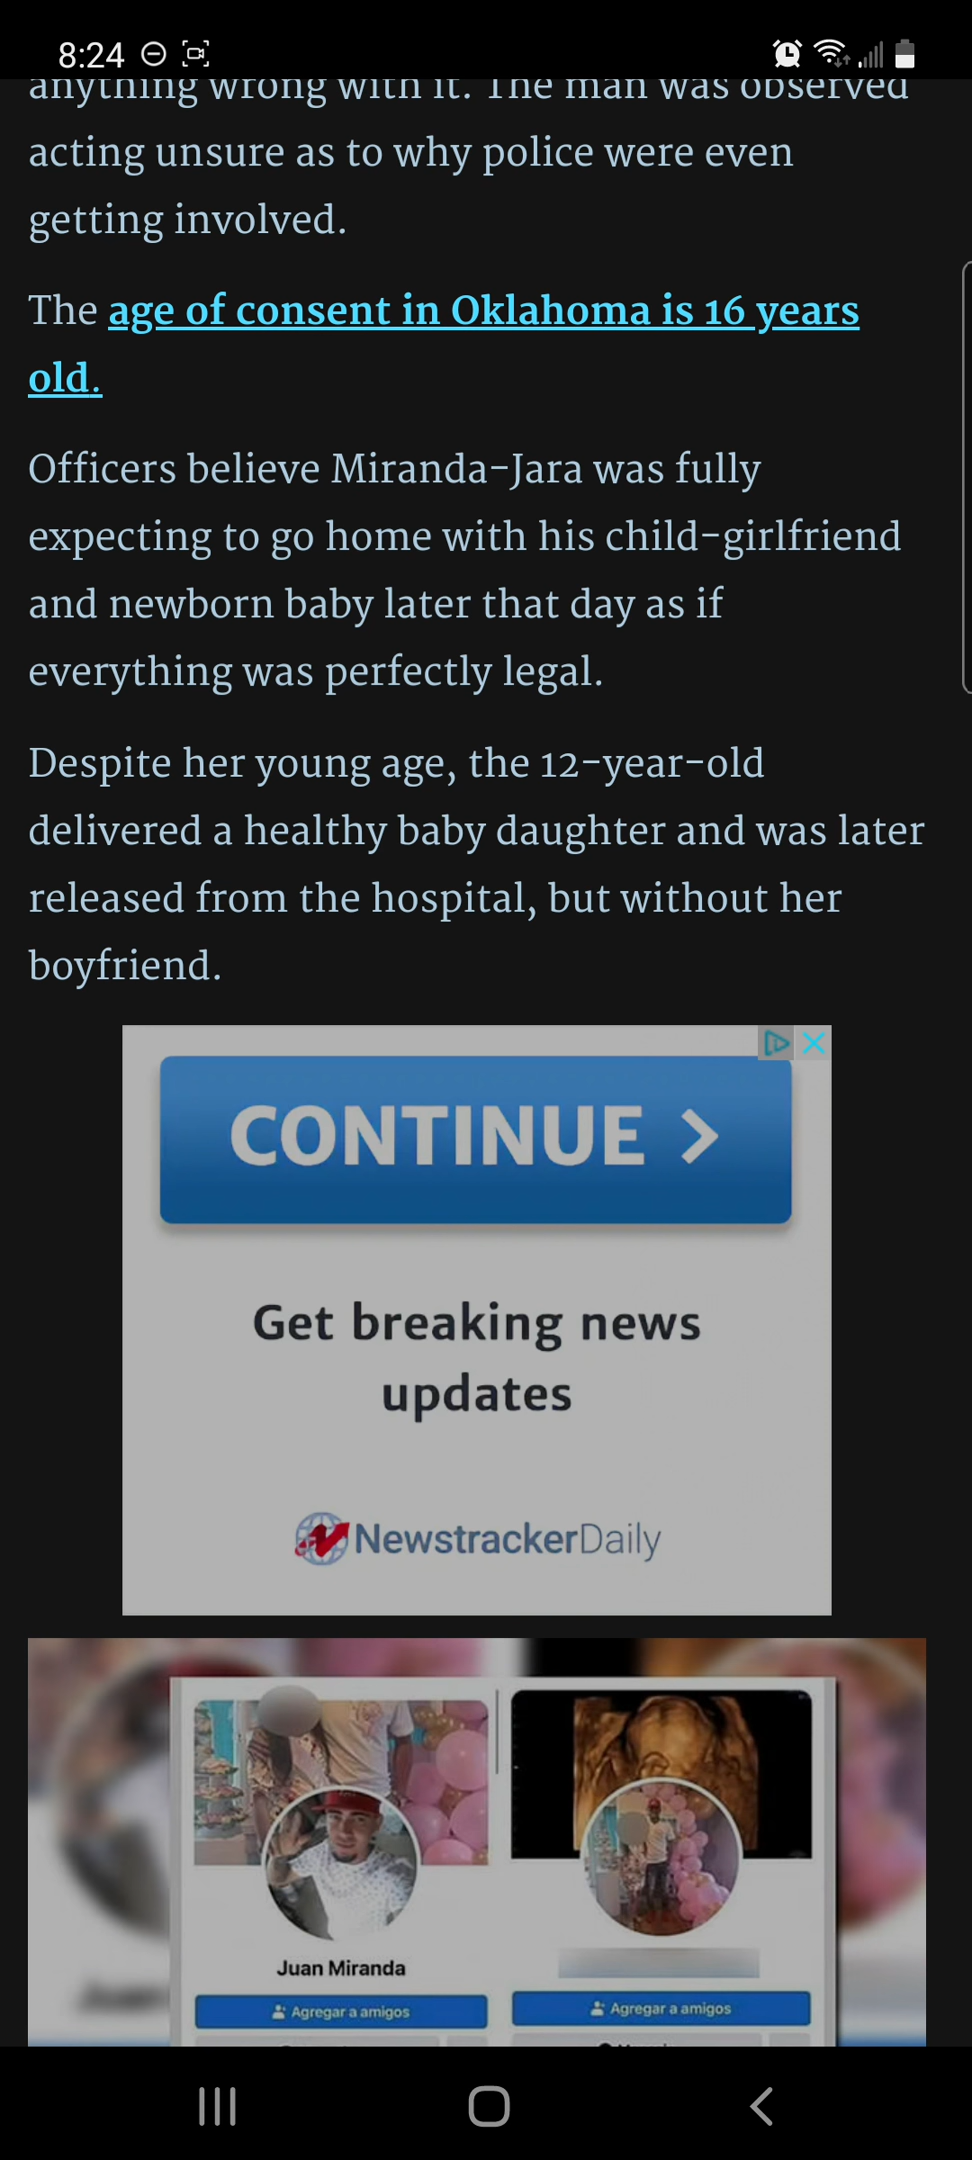 8:24
anything wrong with it. The man was observed
acting unsure as to why police were even
getting involved.
The age of consent in Oklahoma is 16 years
old.
Officers believe Miranda-Jara was fully
expecting to go home with his child-girlfriend
and newborn baby later that day as if
everything was perfectly legal.
Despite her young age, the 12-year-old
delivered a healthy baby daughter and was later
released from the hospital, but without her
boyfriend.
CONTINUE >
Get breaking news
updates
NewstrackerDaily
Juan Miranda
Agregar a amigos
Agregar a amigos